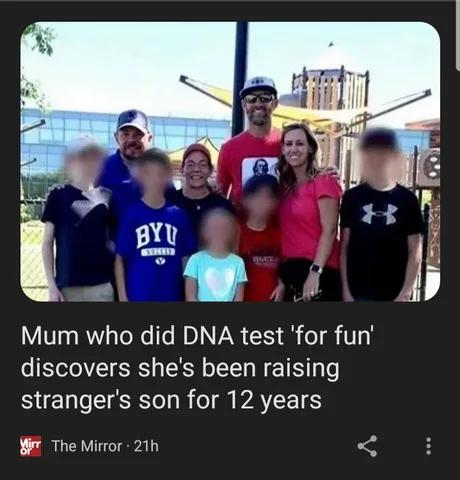 BYU
SOCCER
Y
Mum who did DNA test 'for fun'
discovers she's been raising
stranger's son for 12 years
Mirr
or
The Mirror · 21h